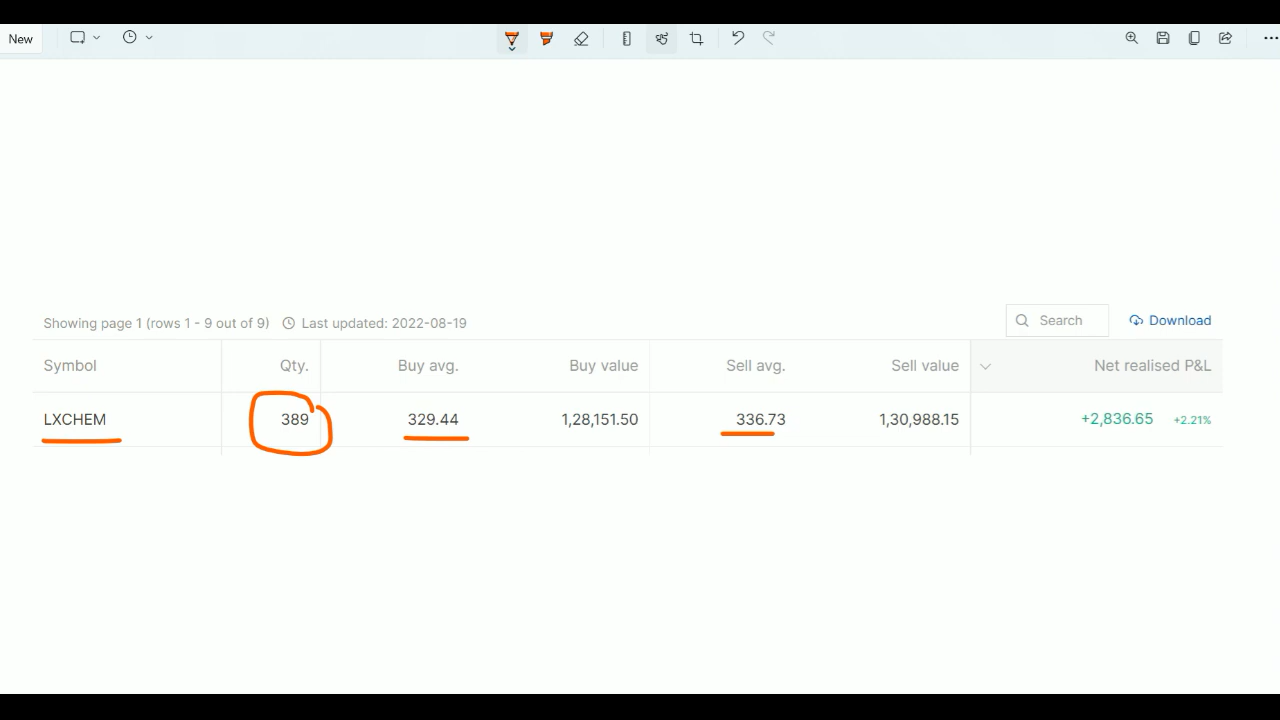 New
Showing page 1 (rows 1 - 9 out of 9) Last updated: 2022-08-19 Search Download
Symbol Qty. Buy avg. Buy value Sell avg. Sell value Net realised P&L
LXCHEM 389 329.44 1,28,151.50 336.73 1,30,988.15 +2,836.65 +2.21%